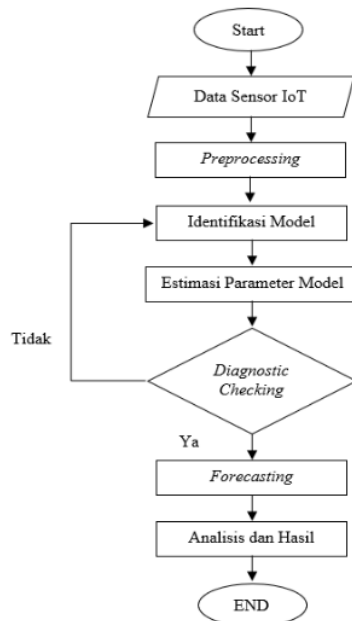 Start
Data Sensor IoT
Preprocessing
Identifikasi Model
Estimasi Parameter Model
Tidak
Diagnostic
Checking
Ya
Forecasting
Analisis dan Hasil
END